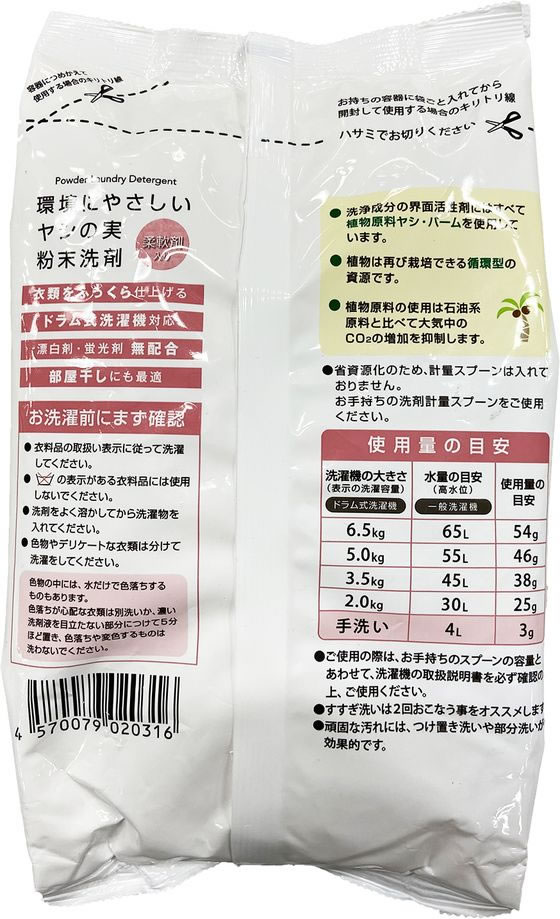 容器につめかえて
使用する場合のキリトリ線
お持ちの容器に袋ごと入れてから
開封して使用する場合のキリトリ線
ハサミでお切りください
Powder Laundry Detergent
環境にやさしい
ヤシの実
粉末洗剤
柔軟剤
入り
衣類をふっくら仕上げる
ドラム式洗濯機対応
漂白剤・蛍光剤 無配合
部屋干しにも最適
お洗濯前にまず確認
●衣料品の取扱い表示に従って洗濯
してください。
●の表示がある衣料品には使用
しないでください。
●洗剤をよく溶かしてから洗濯物を
入れてください。
●色物やデリケートな衣類は分けて
洗濯をしてください。
色物の中には、水だけで色落ちする
ものもあります。
色落ちが心配な衣類は別洗いか、濃い
洗剤液を目立たない部分につけて5分
ほど置き、色落ちや変色するものは
洗わないでください。
4 570079 020316
●洗浄成分の界面活性剤にはすべて
植物原料ヤシ・パームを使用して
います。
●植物は再び栽培できる循環型の
資源です。
●植物原料の使用は石油系
原料と比べて大気中の
CO2の増加を抑制します。
●省資源化のため、計量スプーンは入れて
おりません。
お手持ちの洗剤計量スプーンをご使用
ください。
使用量の目安
洗濯機の大きさ 水量の目安 使用量の
(表示の洗濯容量) (高水位) 目安
ドラム式洗濯機 一般洗濯機
6.5kg 65L 54g
5.0kg 55L 46g
3.5kg 45L 38g
2.0kg 30L 25g
手洗い 4L 3g
●ご使用の際は、お手持ちのスプーンの容量と
あわせて、洗濯機の取扱説明書を必ず確認の
上、ご使用ください。
●すすぎ洗いは2回おこなう事をオススメします
●頑固な汚れには、つけ置き洗いや部分洗いが
効果的です。